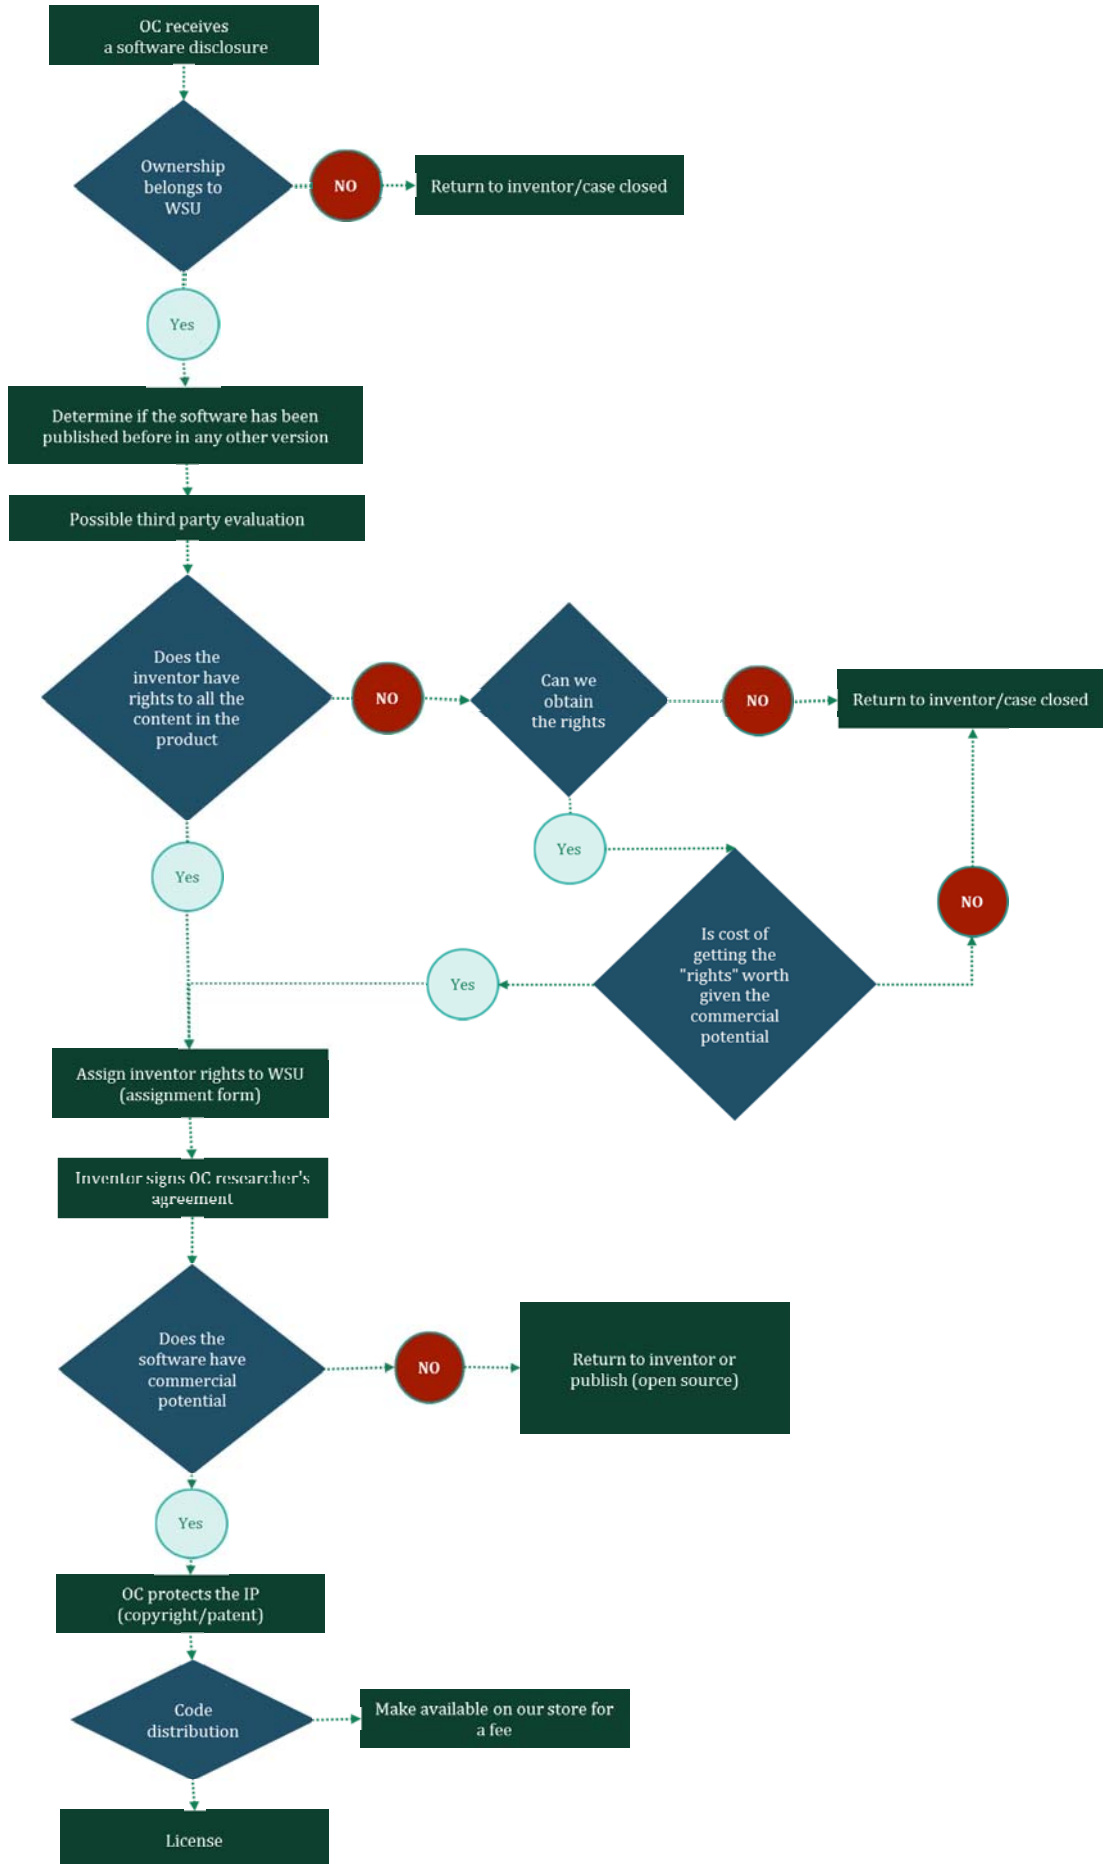 OC receives
a software disclosure
Ownership
belongs to
WSU
NO
Return to inventor/case closed
Yes
Determine if the software has been
published before in any other version
Possible third party evaluation
Does the
inventor have
rights to all the
content in the
product
NO
Can we
obtain
the rights
NO
Return to inventor/case closed
Yes
Yes
NO
Is cost of
getting the
"rights" worth
given the
commercial
potential
Yes
Assign inventor rights to WSU
(assignment form)
Inventor signs OC researcher's
agreement
Does the
software have
commercial
potential
NO
Return to inventor or
publish (open source)
Yes
OC protects the IP
(copyright/patent)
Code
distribution
Make available on our store for
a fee
License